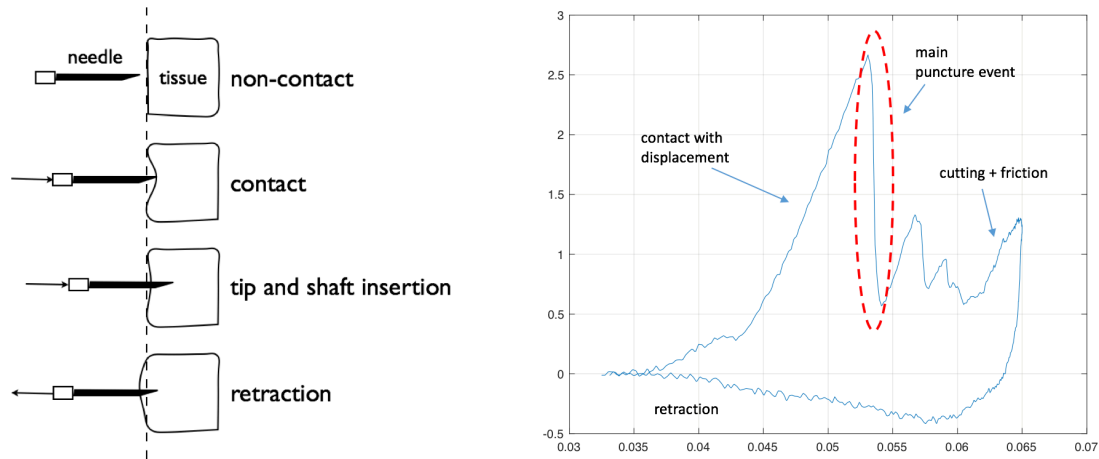 needle
tissue
non-contact
contact
tip and shaft insertion
retraction
3
2.5
2
1.5
1
0.5
0
-0.5
0.03
0.035
0.04
0.045
0.05
0.055
0.06
0.065
0.07
main
puncture event
contact with
displacement
cutting + friction
retraction